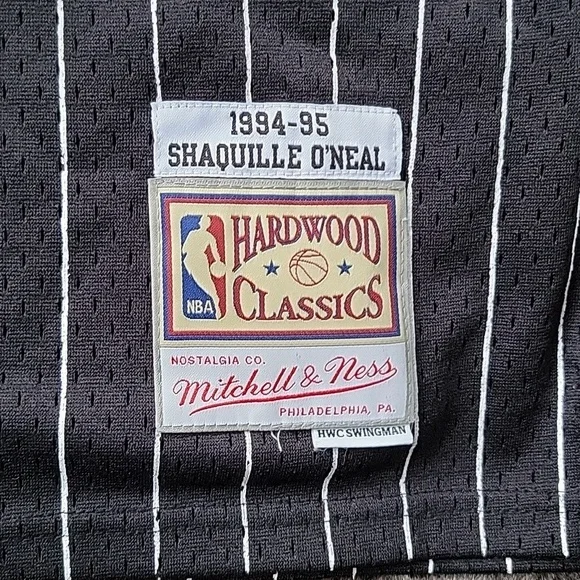 1994-95
SHAQUILLE O'NEAL
HARDWOOD
NBA
CLASSICS
NOSTALGIA CO.
Mitchell & Ness
PHILADELPHIA, PA.
HWC SWINGMAN